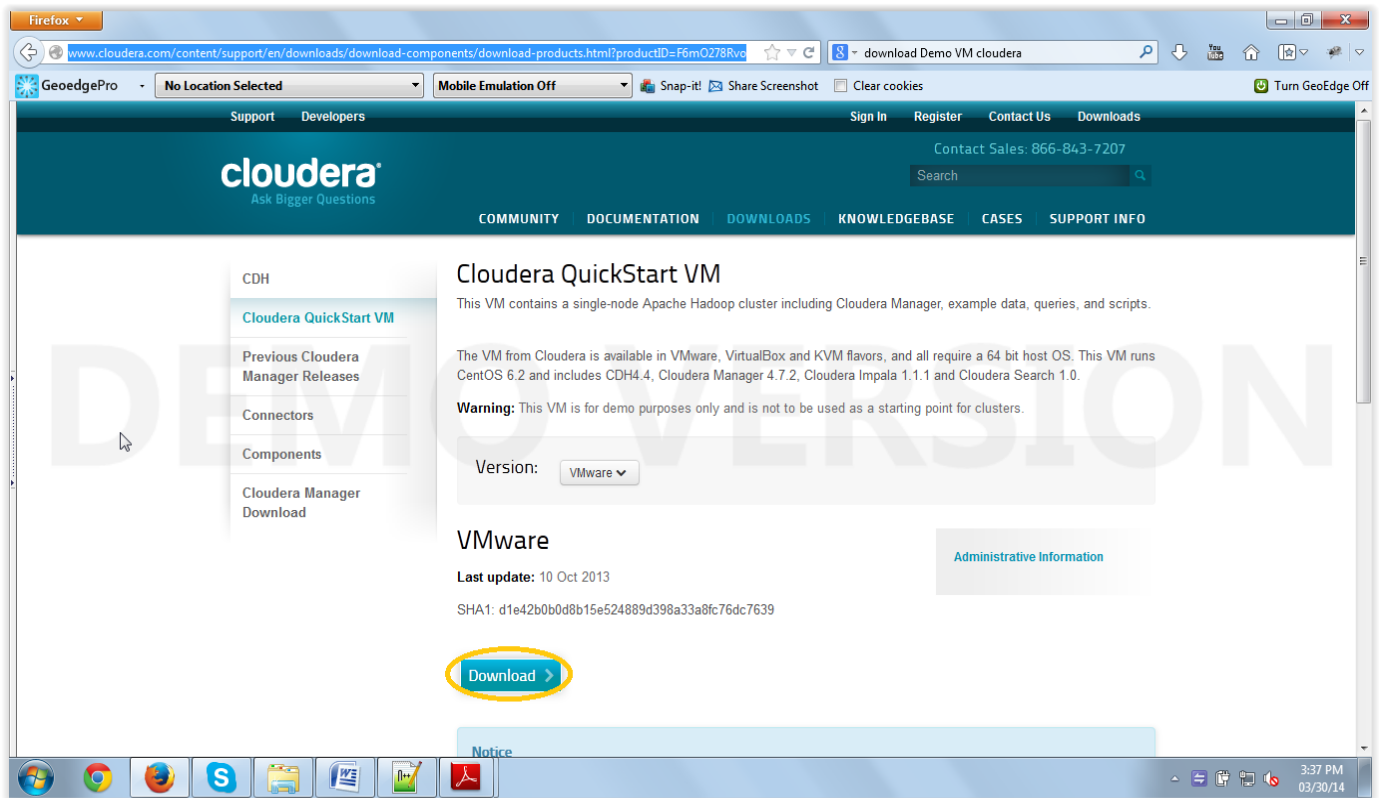 Firefox
www.cloudera.com/content/support/en/downloads/download-components/download-products.html?productID=F6mO278Rvo
8 download Demo VM cloudera
You Tube
GeoedgePro No Location Selected Mobile Emulation Off Snap-it! Share Screenshot Clear cookies Turn GeoEdge Off
Support Developers Sign In Register Contact Us Downloads
Contact Sales: 866-843-7207
cloudera®
Ask Bigger Questions
Search
COMMUNITY DOCUMENTATION DOWNLOADS KNOWLEDGEBASE CASES SUPPORT INFO
CDH
Cloudera QuickStart VM
Previous Cloudera
Manager Releases
Connectors
Components
Cloudera Manager
Download
Cloudera QuickStart VM
This VM contains a single-node Apache Hadoop cluster including Cloudera Manager, example data, queries, and scripts.
The VM from Cloudera is available in VMware, VirtualBox and KVM flavors, and all require a 64 bit host OS. This VM runs
CentOS 6.2 and includes CDH4.4, Cloudera Manager 4.7.2, Cloudera Impala 1.1.1 and Cloudera Search 1.0.
Warning: This VM is for demo purposes only and is not to be used as a starting point for clusters.
DEMO VERSION
Version: VMware
VMware
Last update: 10 Oct 2013
SHA1: d1e42b0b0d8b15e524889d398a33a8fc76dc7639
Administrative Information
Download
Notice
3:37 PM
03/30/14